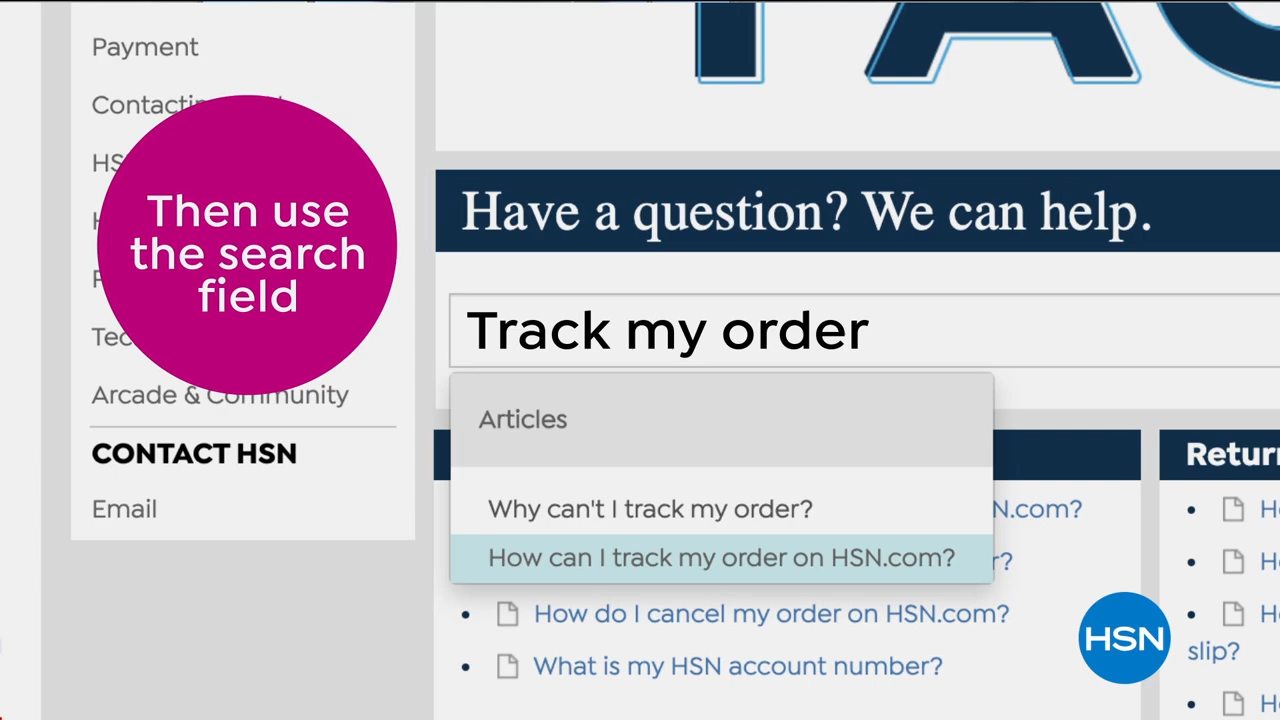 Payment
HS
Tec
Arcade & Community
CONTACT HSN
Email
Then use
the search
field
Have a question? We can help.
Track my order
Articles
Why can't I track my order?
How can I track my order on HSN.com?
N.com?
r?
How do I cancel my order on HSN.com?
What is my HSN account number?
slip?
HSN